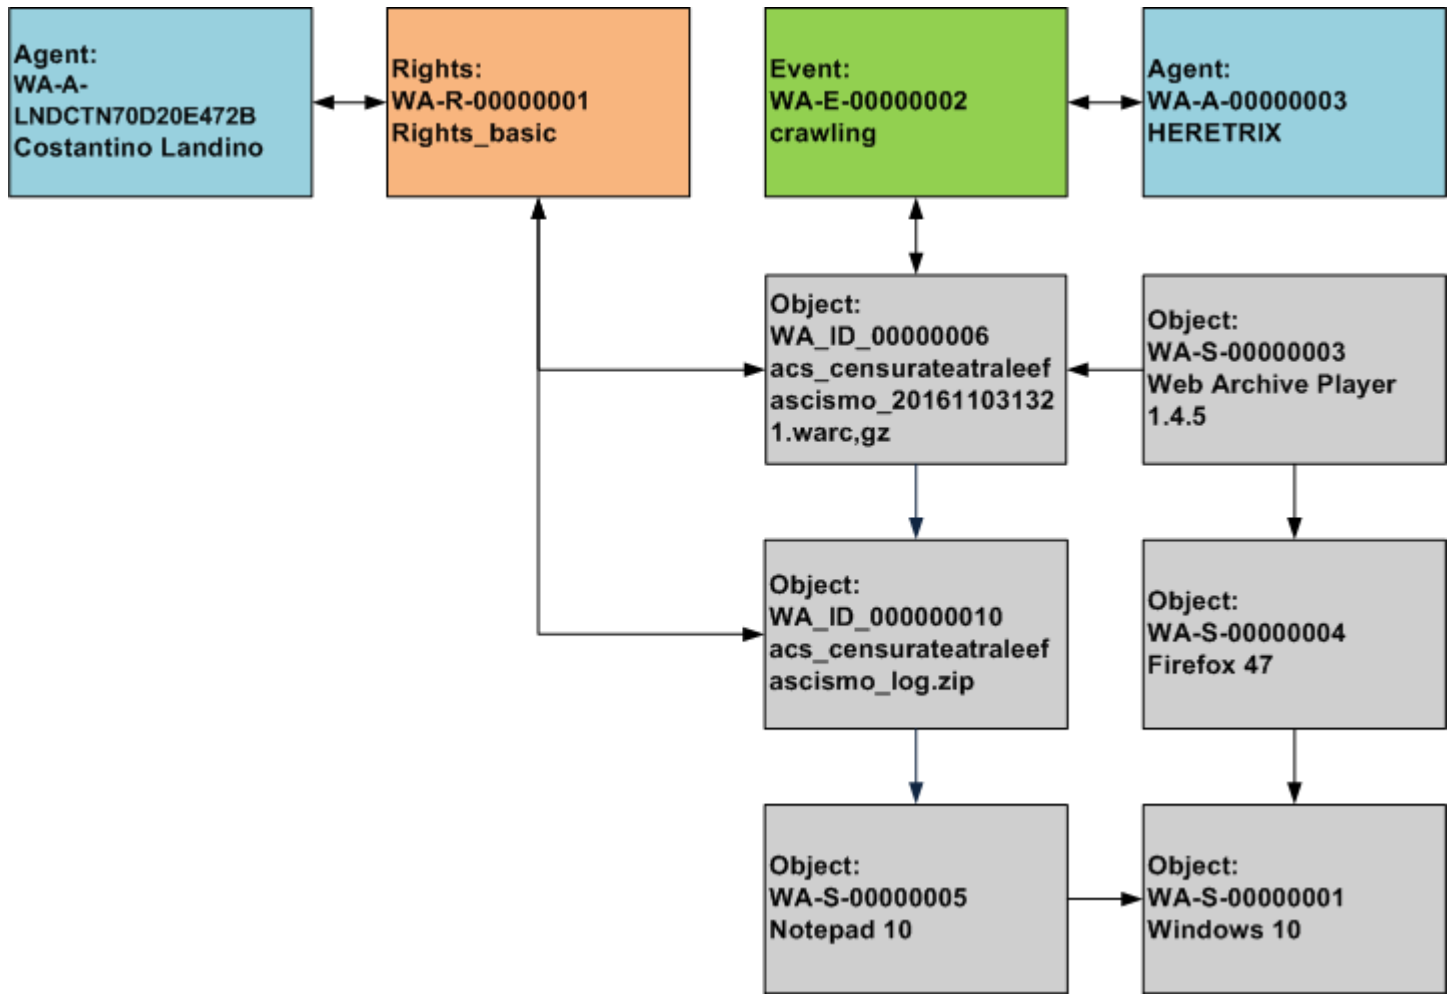 Agent:
WA-A-
LNDCTN70D20E472B
Costantino Landino
Rights:
WA-R-00000001
Rights_basic
Event:
WA-E-00000002
crawling
Agent:
WA-A-00000003
HERETRIX
Object:
WA_ID_00000006
acs_censurateatraleef
ascismo_20161103132
1.warc,gz
Object:
WA-S-00000003
Web Archive Player
1.4.5
Object:
WA_ID_000000010
acs_censurateatraleef
ascismo_log.zip
Object:
WA-S-00000004
Firefox 47
Object:
WA-S-00000005
Notepad 10
Object:
WA-S-00000001
Windows 10